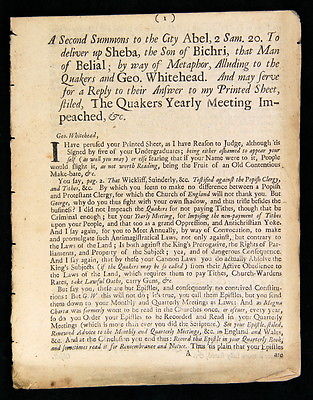 ( 1 )
A Second Summons to the City Abel, 2 Sam. 20. To
deliver up Sheba, the Son of Bichri, that Man
of Belial; by way of Metaphor, Alluding to the
Quakers and Geo. Whitehead. And may serve
for a Reply to their Answer to my Printed Sheet,
stiled, The Quakers Yearly Meeting Im-
peached, &c.
Geo. Whitehead,
I Have perused your Printed Sheet, as I have Reason to Judge, although 'tis
Signed by five of your Undergraduates; being either ashamed to appear your
self (as well you may) or else fearing that if your Name were to it, People
would slight it, as not worth Reading, being the Fruit of an Old Contentious
Make-bare, &c.
You say, pag. 2. That Wickliff, Swinderby, &c. Testified against the Popish Clergy,
and Tithes, &c. By which you seem to make no difference between a Popish
and Protestant Clergy, for which the Church of England will not thank you. But
George, why do you thus fight with your own shadow, and thus trifle besides the
business? I did not Impeach the Quakers for not paying Tithes, though that be
Criminal enough; but your Yearly Meeting, for imposing the non-payment of Tithes
upon your People, and that too as a grand Oppression, and Antichristian Yoke.
And I say again, for you to Meet Annually, by way of Convocation, to make
and promulgate such Antimagistratical Laws, not only against, but contrary to
the Laws of the Land; Is both against the King's Prerogative, the Rights of Par-
liaments, and Property of the Subject; yea, and of dangerous Consequence.
And I say again, that by these your Cannon Laws you do actually Absolve the
King's Subjects (if the Quakers may be so called) from their Active Obedience to
the Laws of the Land, which requires them to pay Tithes, Church-Warden
Rates, take Lawful Oaths, carry Guns, &c.
But say you, these are but Epistles, and consequently no contrived Constitu-
tions: But G. W. this will not do; it's true, you call them Epistles, but you send
them down to your Monthly and Quarterly Meetings as Laws: And as Magna
Charta was formerly wont to be read in the Churches once, or oftner, every year,
so do you Order your Epistles to be Recorded and Read in your Quarterly
Meetings (which is more than ever you did the Scripture.) See your Epistle, stiled,
Renewed Advice to the Monthly and Quarterly Meetings, &c. in England and Wales,
&c. And at the Conclusion you end thus: Record this in your Quarterly Book,
and sometimes read it for Remembrance and Notice. Thus 'tis plain that your Epistles
A
are